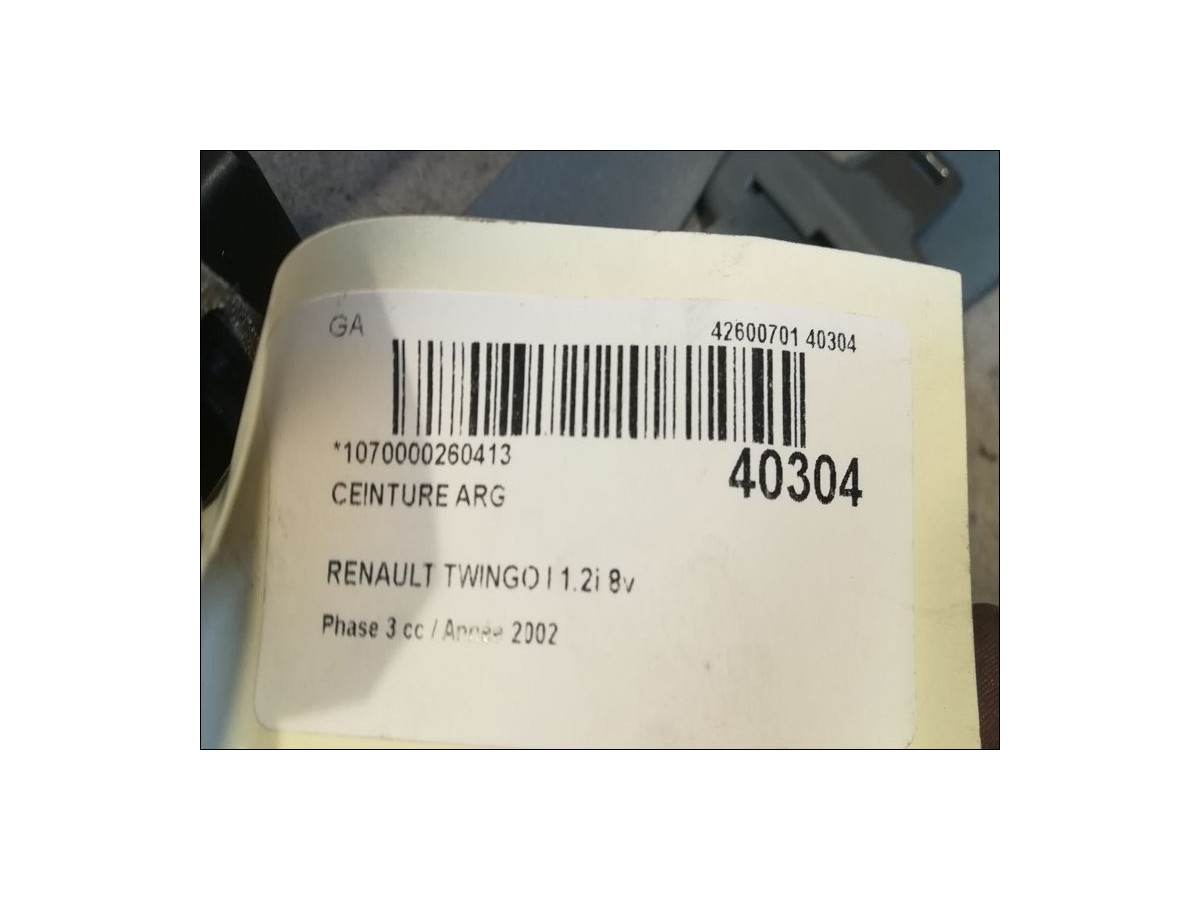 GA 42600701 40304
*1070000260413 40304
CEINTURE ARG
RENAULT TWINGO I 1.2i 8v
Phase 3 cc / Année 2002